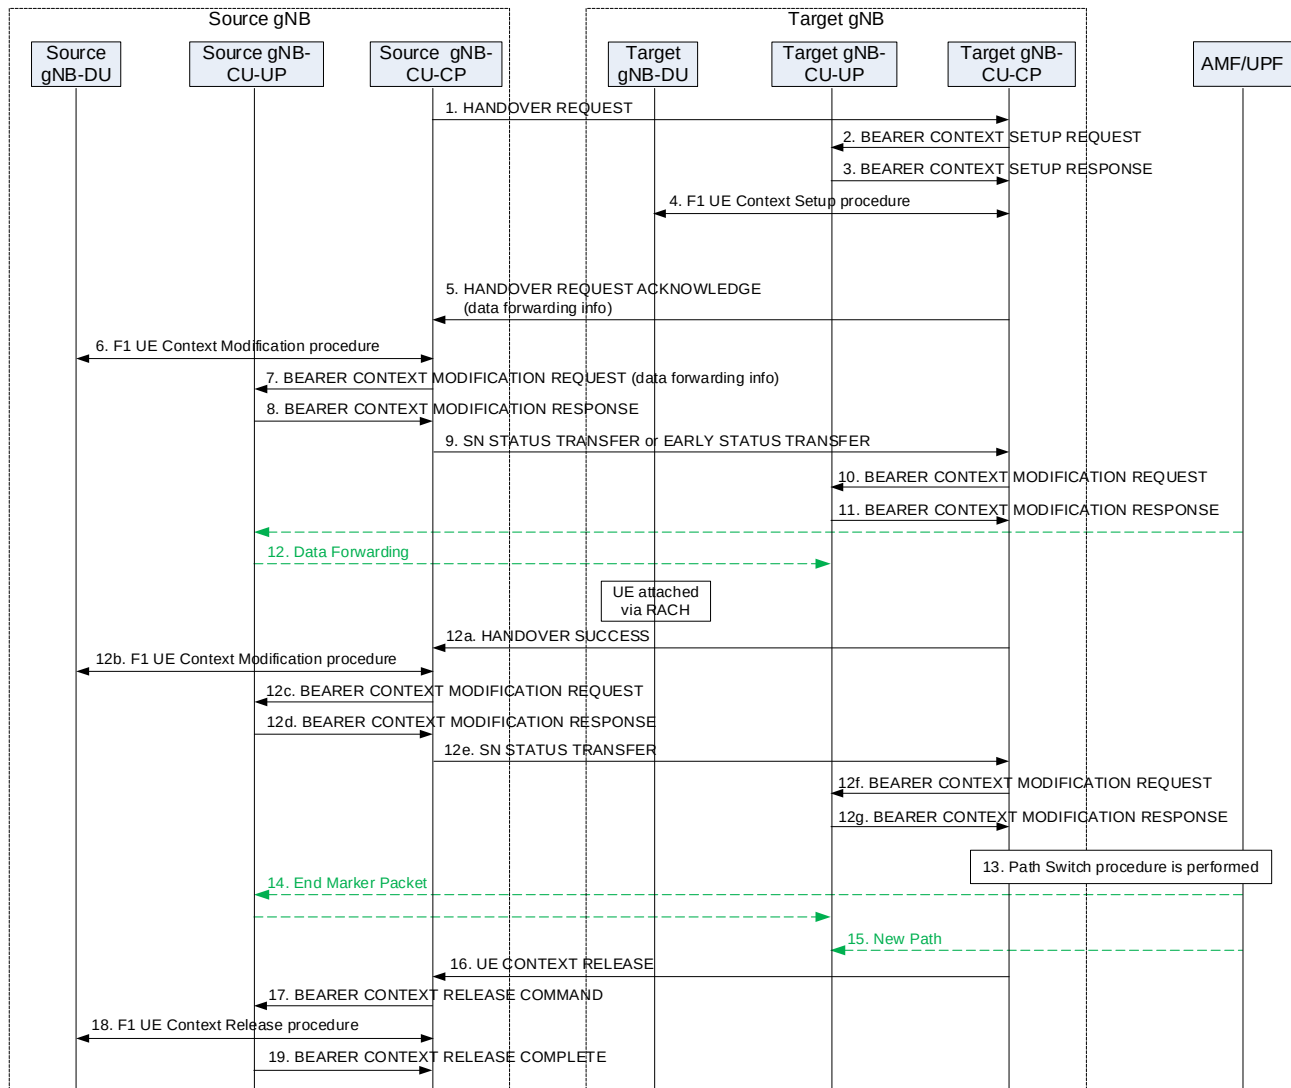 Source gNB
Target gNB
Source
gNB-DU
Source gNB-
CU-UP
Source gNB-
CU-CP
Target
gNB-DU
Target gNB-
CU-UP
Target gNB-
CU-CP
AMF/UPF
1. HANDOVER REQUEST
2. BEARER CONTEXT SETUP REQUEST
3. BEARER CONTEXT SETUP RESPONSE
4. F1 UE Context Setup procedure
5. HANDOVER REQUEST ACKNOWLEDGE
(data forwarding info)
6. F1 UE Context Modification procedure
7. BEARER CONTEXT MODIFICATION REQUEST (data forwarding info)
8. BEARER CONTEXT MODIFICATION RESPONSE
9. SN STATUS TRANSFER or EARLY STATUS TRANSFER
10. BEARER CONTEXT MODIFICATION REQUEST
11. BEARER CONTEXT MODIFICATION RESPONSE
12. Data Forwarding
UE attached
via RACH
12a. HANDOVER SUCCESS
12b. F1 UE Context Modification procedure
12c. BEARER CONTEXT MODIFICATION REQUEST
12d. BEARER CONTEXT MODIFICATION RESPONSE
12e. SN STATUS TRANSFER
12f. BEARER CONTEXT MODIFICATION REQUEST
12g. BEARER CONTEXT MODIFICATION RESPONSE
13. Path Switch procedure is performed
14. End Marker Packet
15. New Path
16. UE CONTEXT RELEASE
17. BEARER CONTEXT RELEASE COMMAND
18. F1 UE Context Release procedure
19. BEARER CONTEXT RELEASE COMPLETE